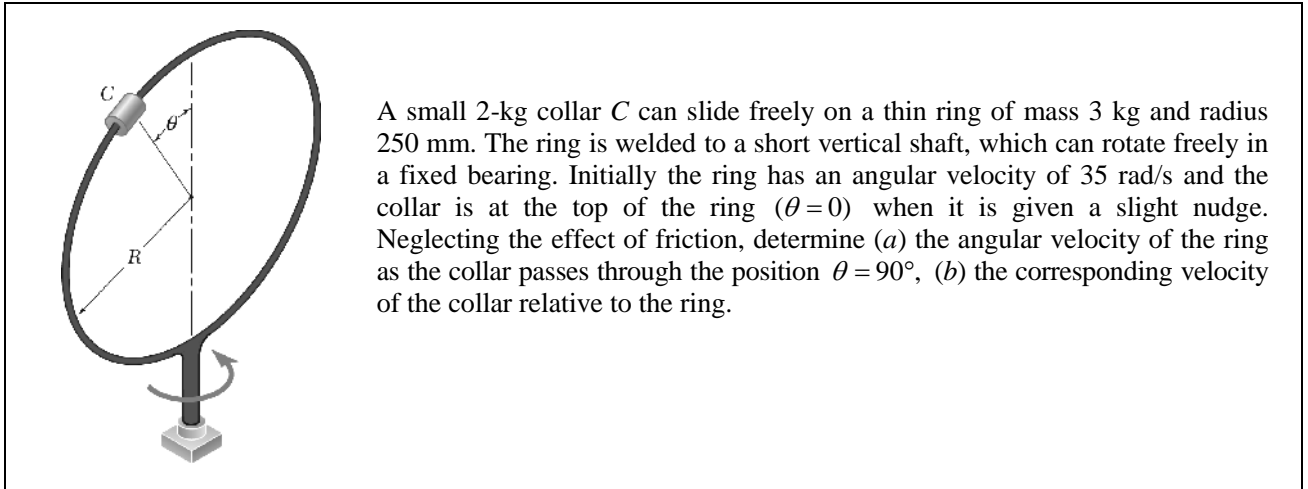 C
θ
R
A small 2-kg collar C can slide freely on a thin ring of mass 3 kg and radius
250 mm. The ring is welded to a short vertical shaft, which can rotate freely in
a fixed bearing. Initially the ring has an angular velocity of 35 rad/s and the
collar is at the top of the ring (θ = 0) when it is given a slight nudge.
Neglecting the effect of friction, determine (a) the angular velocity of the ring
as the collar passes through the position θ = 90°, (b) the corresponding velocity
of the collar relative to the ring.